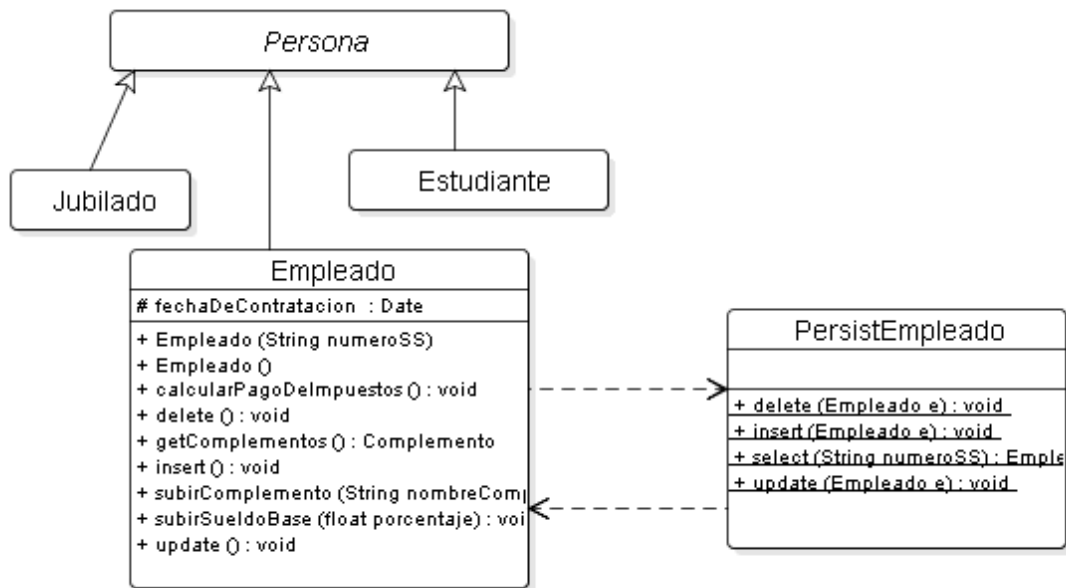 Persona
Jubilado
Estudiante
Empleado
# fechaDeContratacion : Date
+ Empleado (String numeroSS)
+ Empleado ()
+ calcularPagoDeImpuestos () : void
+ delete () : void
+ getComplementos () : Complemento
+ insert () : void
+ subirComplemento (String nombreComp
+ subirSueldoBase (float porcentaje) : voi
+ update () : void
PersistEmpleado
+ delete (Empleado e) : void
+ insert (Empleado e) : void
+ select (String numeroSS) : Emple
+ update (Empleado e) : void